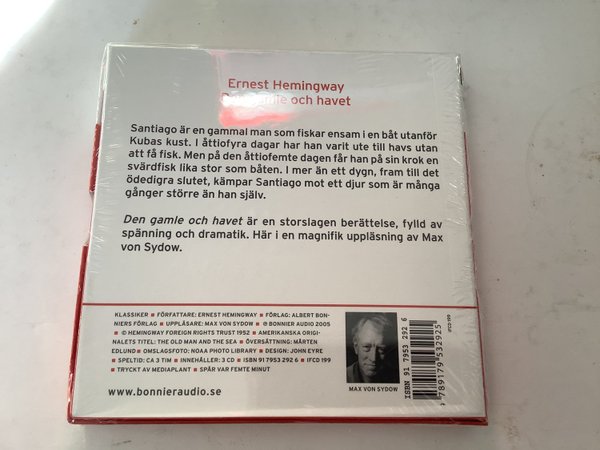 Ernest Hemingway
Den gamle och havet
Santiago är en gammal man som fiskar ensam i en båt utanför
Kubas kust. I åttiofyra dagar har han varit ute till havs utan
att få fisk. Men på den åttiofemte dagen får han på sin krok en
svärdfisk lika stor som båten. I mer än ett dygn, fram till det
ödedigra slutet, kämpar Santiago mot ett djur som är många
gånger större än han själv.
Den gamle och havet är en storslagen berättelse, fylld av
spänning och dramatik. Här i en magnifik uppläsning av Max
von Sydow.
KLASSIKER ■ FÖRFATTARE: ERNEST HEMINGWAY ■ FÖRLAG: ALBERT BON-
NIERS FÖRLAG ■ UPPLÄSARE: MAX VON SYDOW ■ ℗ BONNIER AUDIO 2005
■ © HEMINGWAY FOREIGN RIGHTS TRUST 1952 ■ AMERIKANSKA ORIGI-
NALETS TITEL: THE OLD MAN AND THE SEA ■ ÖVERSÄTTNING: MÅRTEN
EDLUND ■ OMSLAGSFOTO: NOAA PHOTO LIBRARY ■ DESIGN: JOHN EYRE
■ SPELTID: CA 3 TIM ■ INNEHÅLLER: 3 CD ■ ISBN 91 7953 292 6 ■ IFCD 199
■ TRYCKT AV MEDIAPLANT ■ SPÅR VAR FEMTE MINUT
www.bonnieraudio.se
MAX VON SYDOW
ISBN 91 7953 292 6
9 789179 532925
IFCD 199